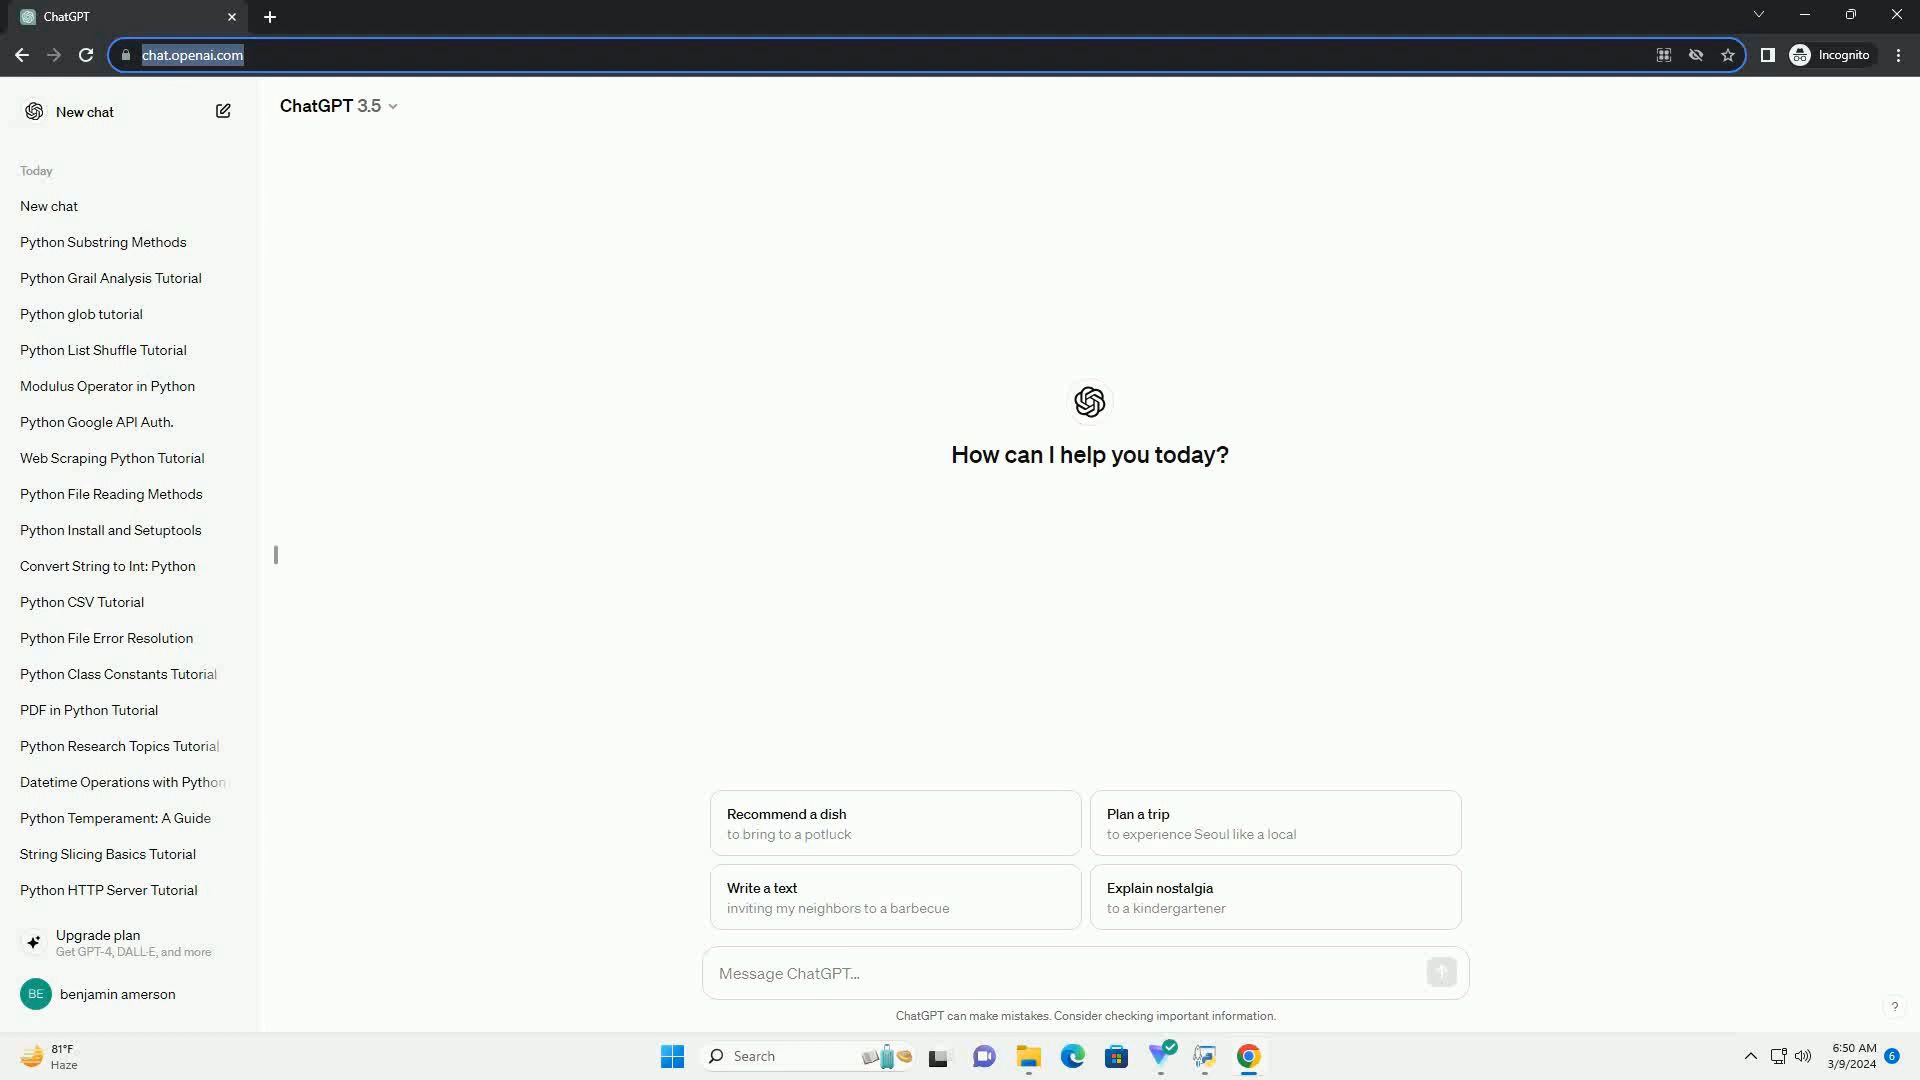 ChatGPT
chat.openai.com
Incognito
New chat
ChatGPT 3.5
Today
New chat
Python Substring Methods
Python Grail Analysis Tutorial
Python glob tutorial
Python List Shuffle Tutorial
Modulus Operator in Python
Python Google API Auth.
Web Scraping Python Tutorial
Python File Reading Methods
Python Install and Setuptools
Convert String to Int: Python
Python CSV Tutorial
Python File Error Resolution
Python Class Constants Tutorial
PDF in Python Tutorial
Python Research Topics Tutorial
Datetime Operations with Python
Python Temperament: A Guide
String Slicing Basics Tutorial
Python HTTP Server Tutorial
Upgrade plan
Get GPT-4, DALL·E, and more
BE
benjamin amerson
How can I help you today?
Recommend a dish
to bring to a potluck
Plan a trip
to experience Seoul like a local
Write a text
inviting my neighbors to a barbecue
Explain nostalgia
to a kindergartener
Message ChatGPT...
ChatGPT can make mistakes. Consider checking important information.
?
81°F
Haze
Search
6:50 AM
3/9/2024
6